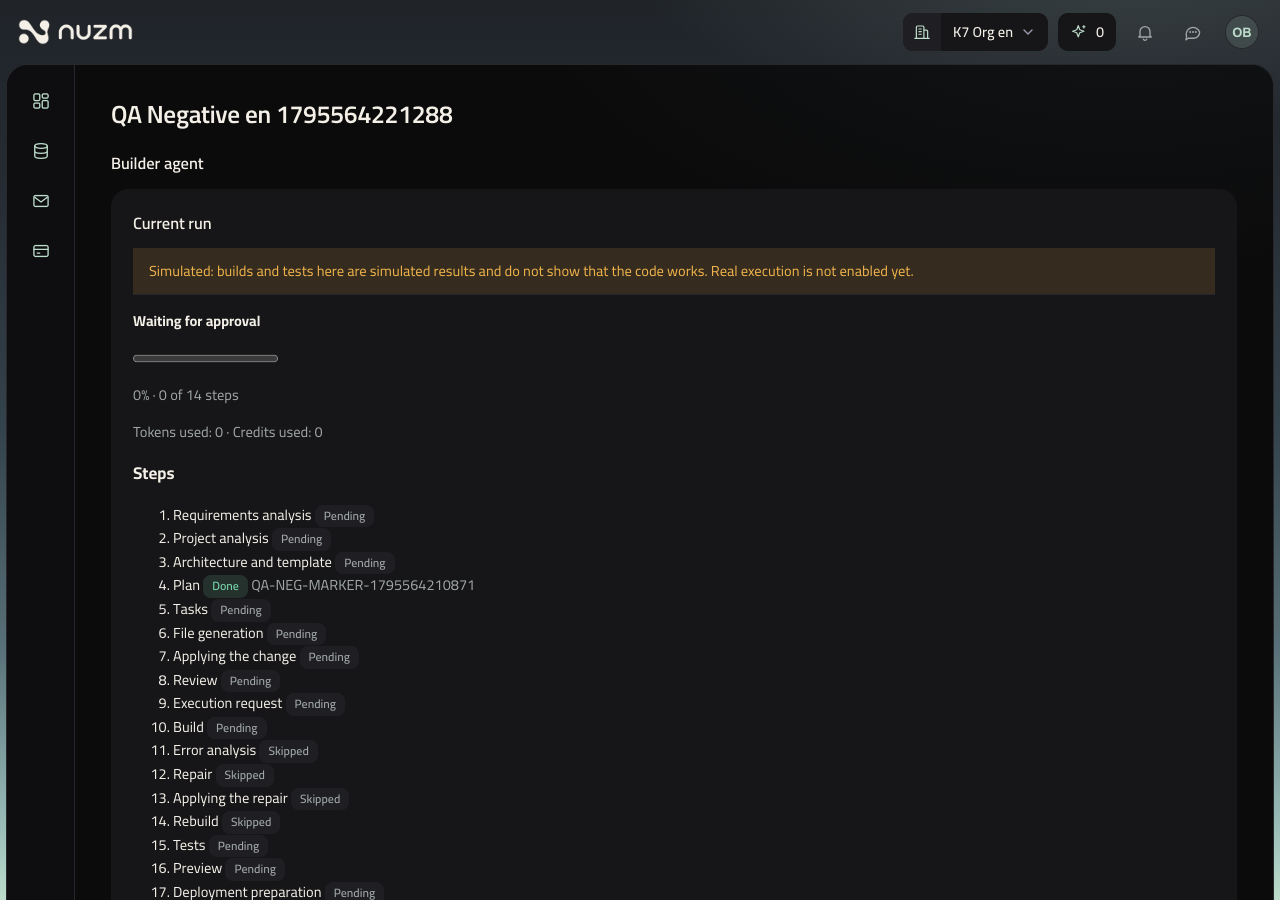 nuzm
K7 Org en
0
OB
QA Negative en 1795564221288
Builder agent
Current run
Simulated: builds and tests here are simulated results and do not show that the code works. Real execution is not enabled yet.
Waiting for approval
0% · 0 of 14 steps
Tokens used: 0 · Credits used: 0
Steps
1. Requirements analysis Pending
2. Project analysis Pending
3. Architecture and template Pending
4. Plan Done QA-NEG-MARKER-1795564210871
5. Tasks Pending
6. File generation Pending
7. Applying the change Pending
8. Review Pending
9. Execution request Pending
10. Build Pending
11. Error analysis Skipped
12. Repair Skipped
13. Applying the repair Skipped
14. Rebuild Skipped
15. Tests Pending
16. Preview Pending
17. Deployment preparation Pending